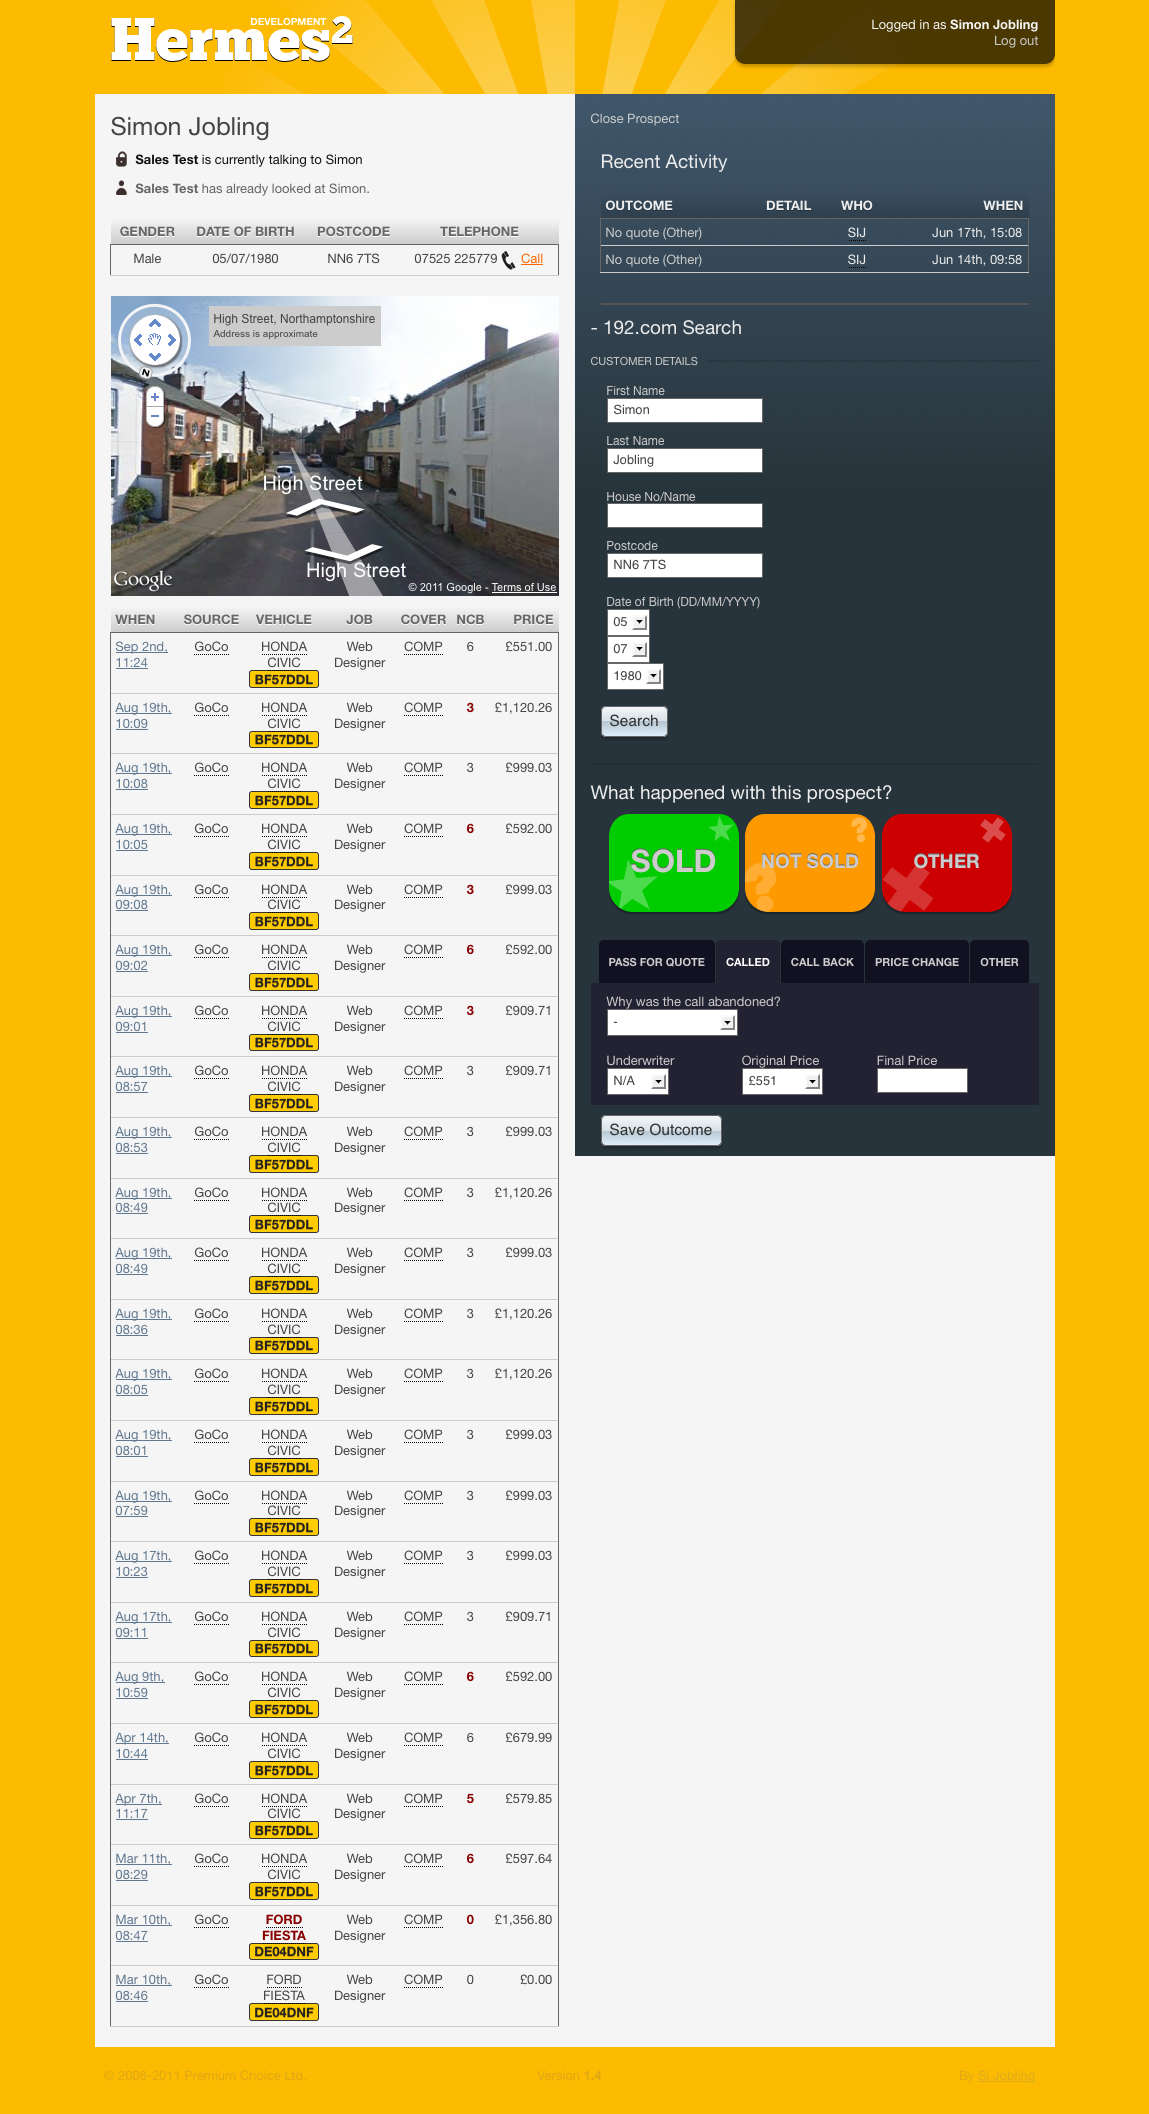 DEVELOPMENT
Hermes²
Logged in as Simon Jobling
Log out
Simon Jobling
Sales Test is currently talking to Simon
Sales Test has already looked at Simon.
GENDER DATE OF BIRTH POSTCODE TELEPHONE
Male 05/07/1980 NN6 7TS 07525 225779 Call
High Street, Northamptonshire
Address is approximate
N
+
−
High Street
High Street
Google
© 2011 Google - Terms of Use
WHEN SOURCE VEHICLE JOB COVER NCB PRICE
Sep 2nd, GoCo HONDA Web COMP 6 £551.00
11:24 CIVIC Designer
BF57DDL
Aug 19th, GoCo HONDA Web COMP 3 £1,120.26
10:09 CIVIC Designer
BF57DDL
Aug 19th, GoCo HONDA Web COMP 3 £999.03
10:08 CIVIC Designer
BF57DDL
Aug 19th, GoCo HONDA Web COMP 6 £592.00
10:05 CIVIC Designer
BF57DDL
Aug 19th, GoCo HONDA Web COMP 3 £999.03
09:08 CIVIC Designer
BF57DDL
Aug 19th, GoCo HONDA Web COMP 6 £592.00
09:02 CIVIC Designer
BF57DDL
Aug 19th, GoCo HONDA Web COMP 3 £909.71
09:01 CIVIC Designer
BF57DDL
Aug 19th, GoCo HONDA Web COMP 3 £909.71
08:57 CIVIC Designer
BF57DDL
Aug 19th, GoCo HONDA Web COMP 3 £999.03
08:53 CIVIC Designer
BF57DDL
Aug 19th, GoCo HONDA Web COMP 3 £1,120.26
08:49 CIVIC Designer
BF57DDL
Aug 19th, GoCo HONDA Web COMP 3 £999.03
08:49 CIVIC Designer
BF57DDL
Aug 19th, GoCo HONDA Web COMP 3 £1,120.26
08:36 CIVIC Designer
BF57DDL
Aug 19th, GoCo HONDA Web COMP 3 £1,120.26
08:05 CIVIC Designer
BF57DDL
Aug 19th, GoCo HONDA Web COMP 3 £999.03
08:01 CIVIC Designer
BF57DDL
Aug 19th, GoCo HONDA Web COMP 3 £999.03
07:59 CIVIC Designer
BF57DDL
Aug 17th, GoCo HONDA Web COMP 3 £999.03
10:23 CIVIC Designer
BF57DDL
Aug 17th, GoCo HONDA Web COMP 3 £909.71
09:11 CIVIC Designer
BF57DDL
Aug 9th, GoCo HONDA Web COMP 6 £592.00
10:59 CIVIC Designer
BF57DDL
Apr 14th, GoCo HONDA Web COMP 6 £679.99
10:44 CIVIC Designer
BF57DDL
Apr 7th, GoCo HONDA Web COMP 5 £579.85
11:17 CIVIC Designer
BF57DDL
Mar 11th, GoCo HONDA Web COMP 6 £597.64
08:29 CIVIC Designer
BF57DDL
Mar 10th, GoCo FORD Web COMP 0 £1,356.80
08:47 FIESTA Designer
DE04DNF
Mar 10th, GoCo FORD Web COMP 0 £0.00
08:46 FIESTA Designer
DE04DNF
Close Prospect
Recent Activity
OUTCOME DETAIL WHO WHEN
No quote (Other) SIJ Jun 17th, 15:08
No quote (Other) SIJ Jun 14th, 09:58
- 192.com Search
CUSTOMER DETAILS
First Name
Simon
Last Name
Jobling
House No/Name
Postcode
NN6 7TS
Date of Birth (DD/MM/YYYY)
05
07
1980
Search
What happened with this prospect?
SOLD NOT SOLD OTHER
PASS FOR QUOTE CALLED CALL BACK PRICE CHANGE OTHER
Why was the call abandoned?
-
Underwriter Original Price Final Price
N/A £551
Save Outcome
© 2008-2011 Premium Choice Ltd. Version 1.4 By Si Jobling